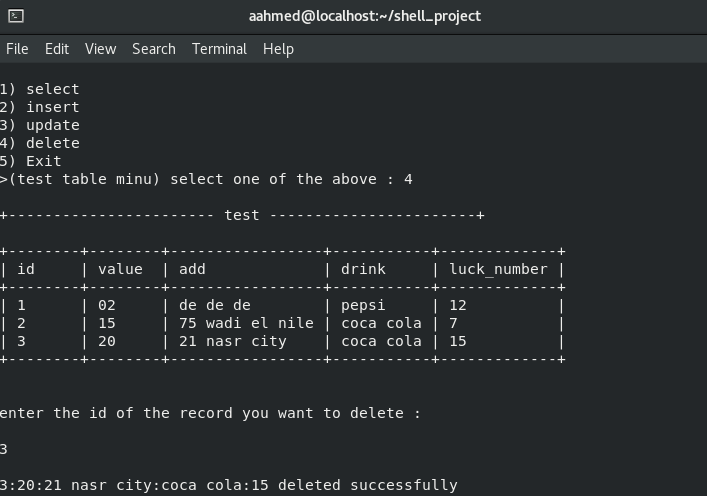 aahmed@localhost:~/shell_project
File Edit View Search Terminal Help
1) select
2) insert
3) update
4) delete
5) Exit
>(test table minu) select one of the above : 4
+----------------------- test -----------------------+
+--------+--------+-----------------+-----------+-------------+
| id     | value  | add             | drink     | luck_number |
+--------+--------+-----------------+-----------+-------------+
| 1      | 02     | de de de        | pepsi     | 12          |
| 2      | 15     | 75 wadi el nile | coca cola | 7           |
| 3      | 20     | 21 nasr city    | coca cola | 15          |
+--------+--------+-----------------+-----------+-------------+
enter the id of the record you want to delete :
3
3:20:21 nasr city:coca cola:15 deleted successfully